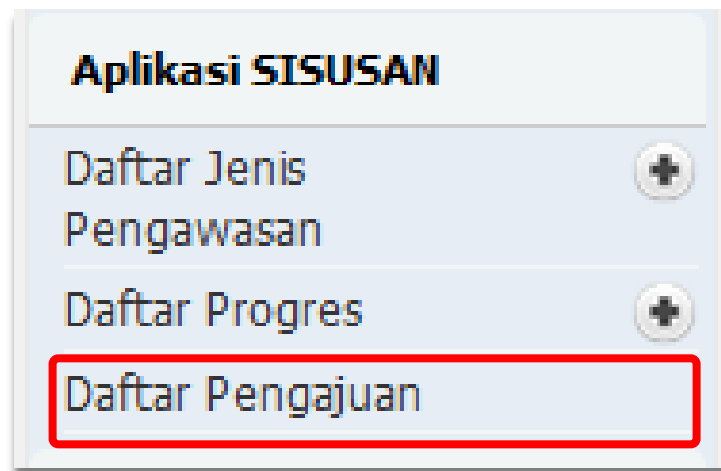 Aplikasi SISUSAN
Daftar Jenis
Pengawasan
Daftar Progres
Daftar Pengajuan